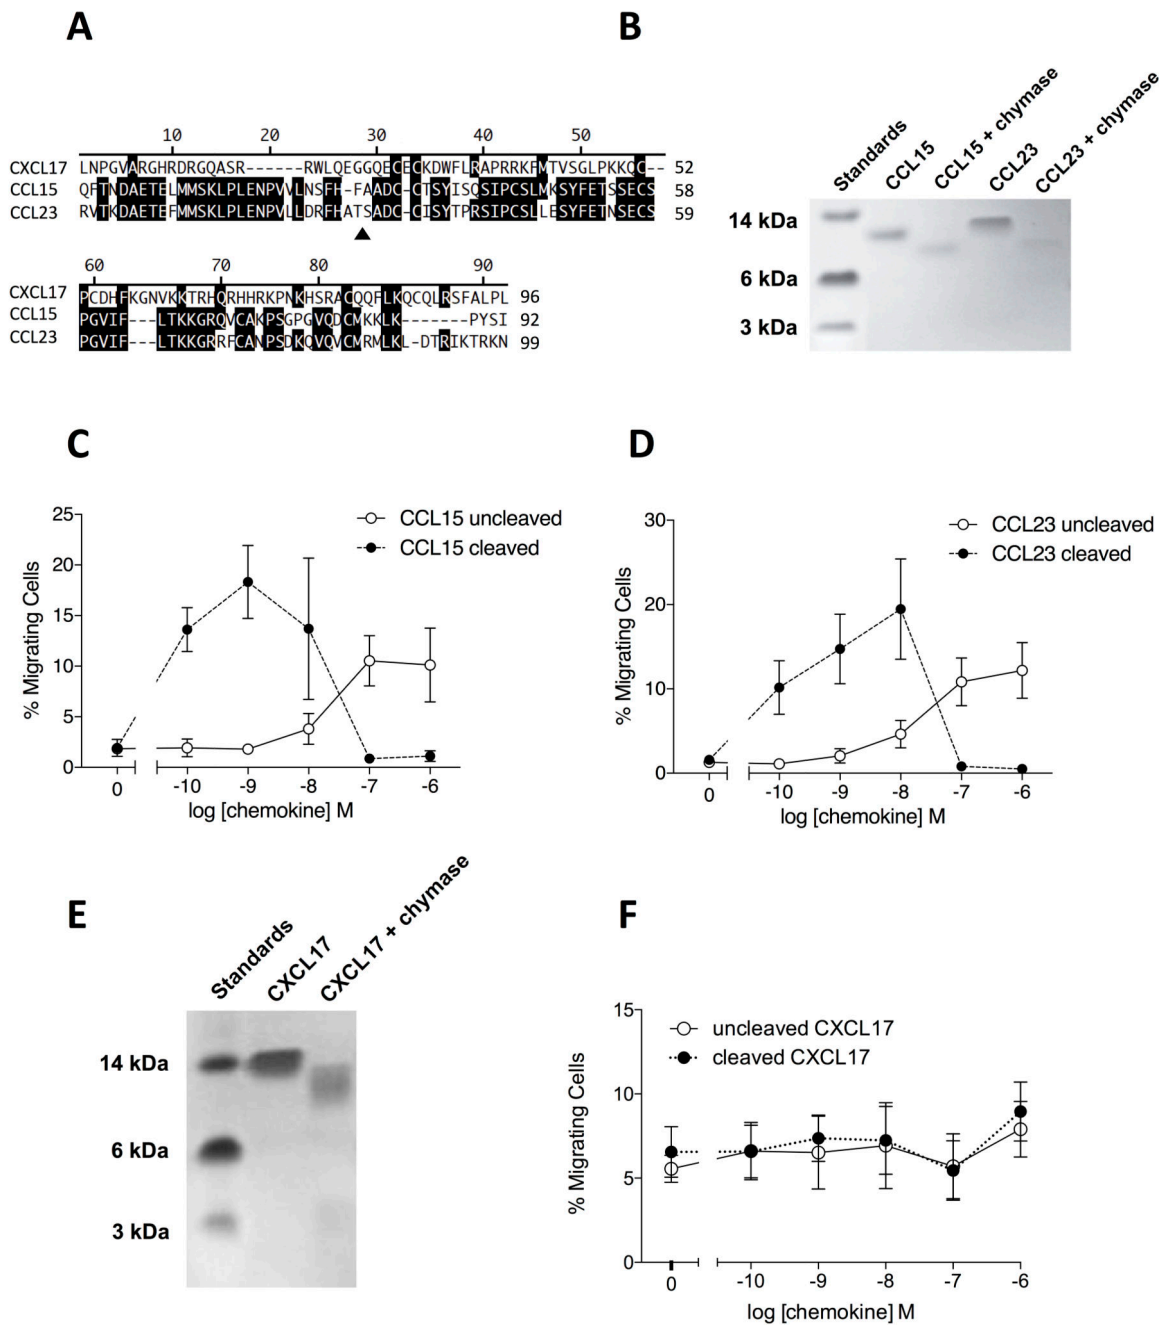 A
10 20 30 40 50
CXCL17 LNPGVARGHRDRGQASR------RWLQEGGQECECKDWFLRAPRRKFMTVSGLPKKQC-- 52
CCL15 QFTNDAETELMMSKLPLENPVVLNSFH-FAADC-CTSYISQSIPCSLMKSYFETSSECS 58
CCL23 RVTKDAETEFMMSKLPLENPVLLDRFHATSADC-CISYTPRSIPCSLLESYFETNSECS 59
60 70 80 90
CXCL17 PCDHFKGNVKKTRHQRHHRKPNKHSRACQQFLKQCQLRSFALPL 96
CCL15 PGVIF---LTKKGRQVCAKPSGPGVQDCMKKLK-------PYSI 92
CCL23 PGVIF---LTKKGRRFCANPSDKQVQVCMRMLKL-DTRIKTRKN 99
B
Standards
CCL15
CCL15 + chymase
CCL23
CCL23 + chymase
14 kDa
6 kDa
3 kDa
C
CCL15 uncleaved
CCL15 cleaved
% Migrating Cells
25
20
15
10
5
0
0 -10 -9 -8 -7 -6
log [chemokine] M
D
CCL23 uncleaved
CCL23 cleaved
% Migrating Cells
30
20
10
0
0 -10 -9 -8 -7 -6
log [chemokine] M
E
Standards
CXCL17
CXCL17 + chymase
14 kDa
6 kDa
3 kDa
F
uncleaved CXCL17
cleaved CXCL17
% Migrating Cells
15
10
5
0
0 -10 -9 -8 -7 -6
log [chemokine] M